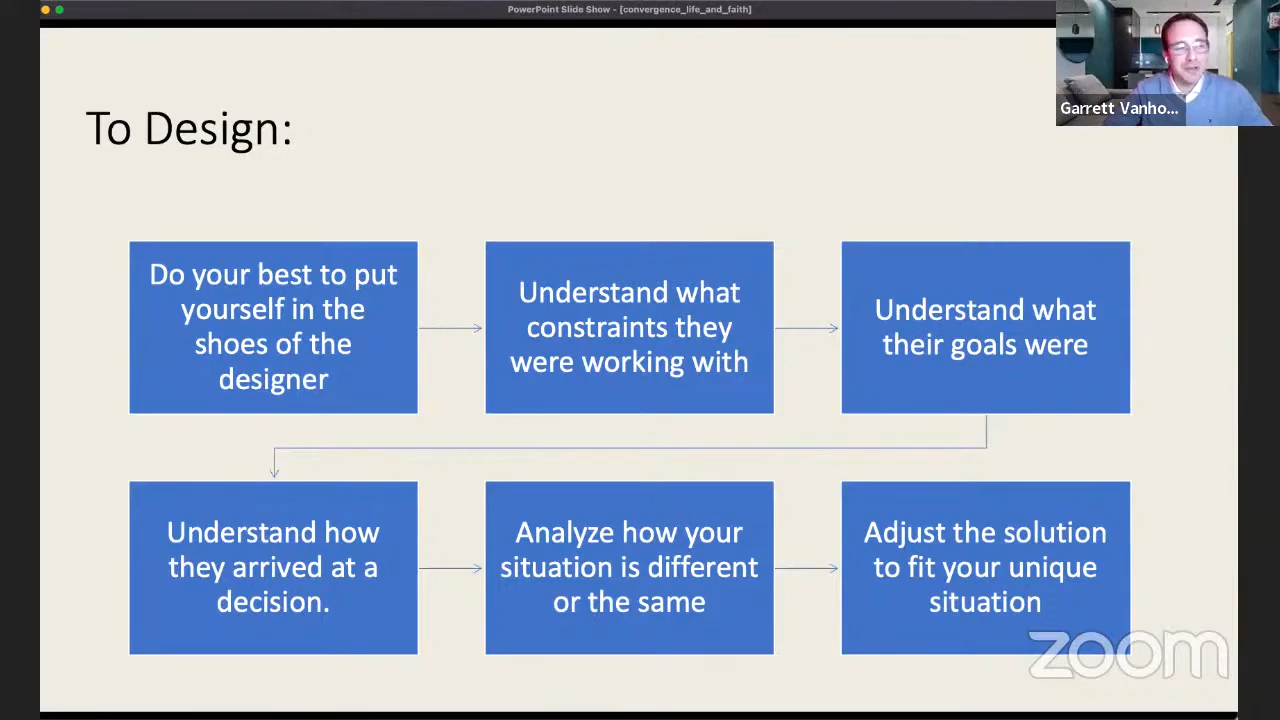 PowerPoint Slide Show - [convergence_life_and_faith]
Garrett Vanho...
To Design:
Do your best to put
yourself in the
shoes of the
designer
Understand what
constraints they
were working with
Understand what
their goals were
Understand how
they arrived at a
decision.
Analyze how your
situation is different
or the same
Adjust the solution
to fit your unique
situation
zoom